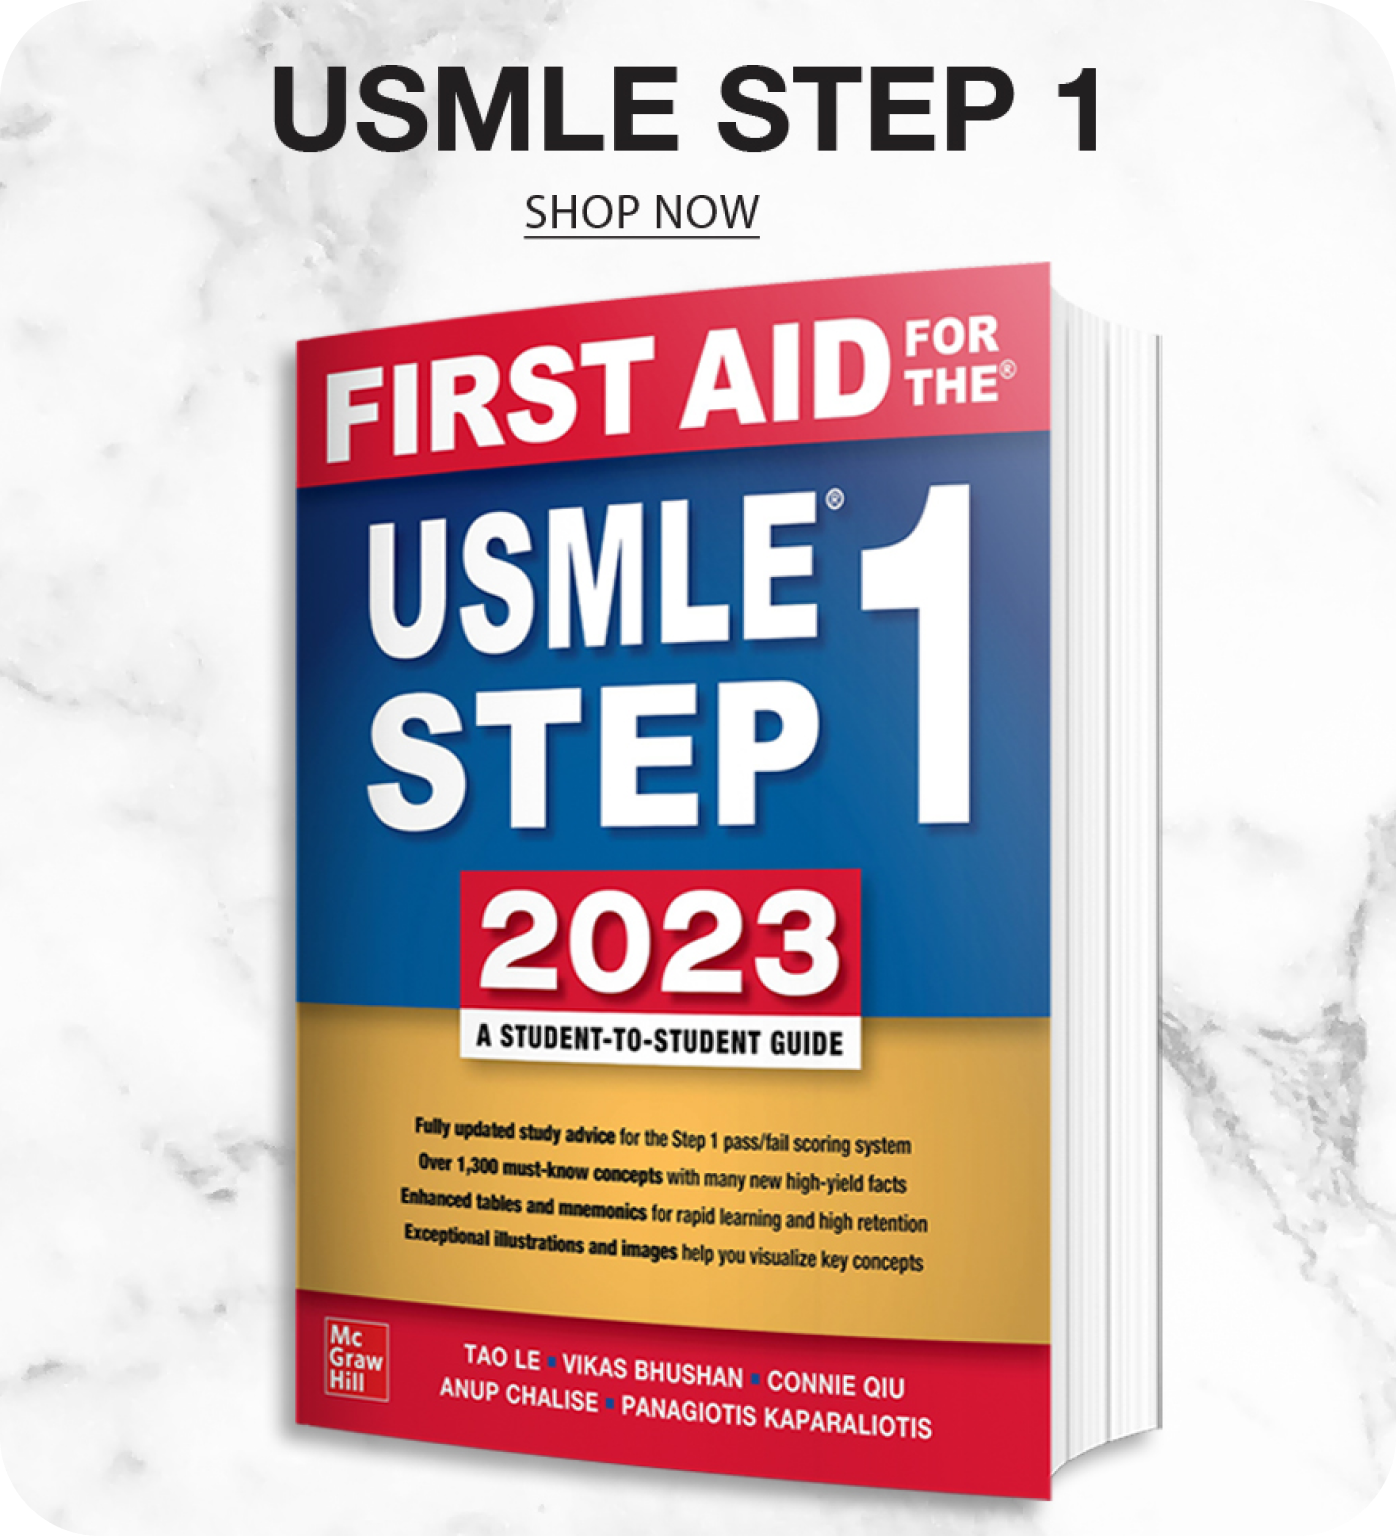 USMLE STEP 1
SHOP NOW
FIRST AID FOR THE®
USMLE® 1
STEP
2023
A STUDENT-TO-STUDENT GUIDE
Fully updated study advice for the Step 1 pass/fail scoring system
Over 1,300 must-know concepts with many new high-yield facts
Enhanced tables and mnemonics for rapid learning and high retention
Exceptional illustrations and images help you visualize key concepts
Mc
Graw
Hill
TAO LE ▪ VIKAS BHUSHAN ▪ CONNIE QIU
ANUP CHALISE ▪ PANAGIOTIS KAPARALIOTIS